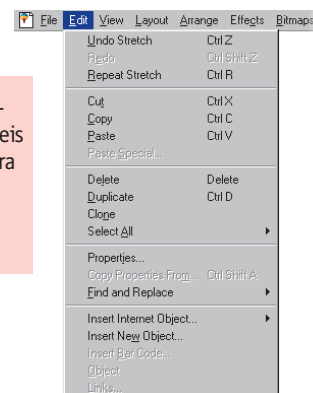 File Edit View Layout Arrange Effects Bitmaps
Undo Stretch Ctrl Z
Redo Ctrl Shift Z
Repeat Stretch Ctrl R
Cut Ctrl X
Copy Ctrl C
Paste Ctrl V
Paste Special...
Delete Delete
Duplicate Ctrl D
Clone
Select All
Properties...
Copy Properties From... Ctrl Shift A
Find and Replace
Insert Internet Object...
Insert New Object...
Insert Bar Code...
Object
Links...
-
eis
ra